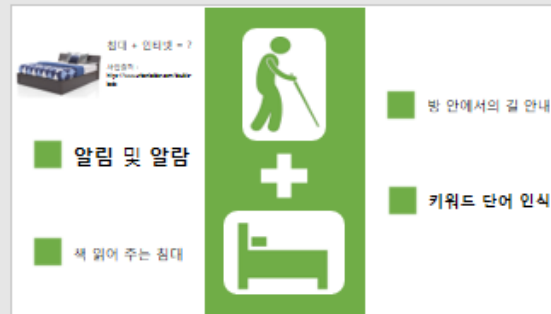 침대 + 인터넷 = ?
사진출처 :
알림 및 알람
색 읽어 주는 침대
방 안에서의 길 안내
키워드 단어 인식